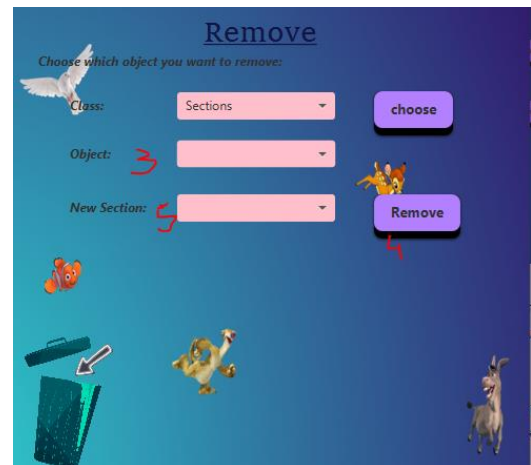 Remove
Choose which object you want to remove:
Class: Sections choose
Object: 3
New Section: 5 Remove
4